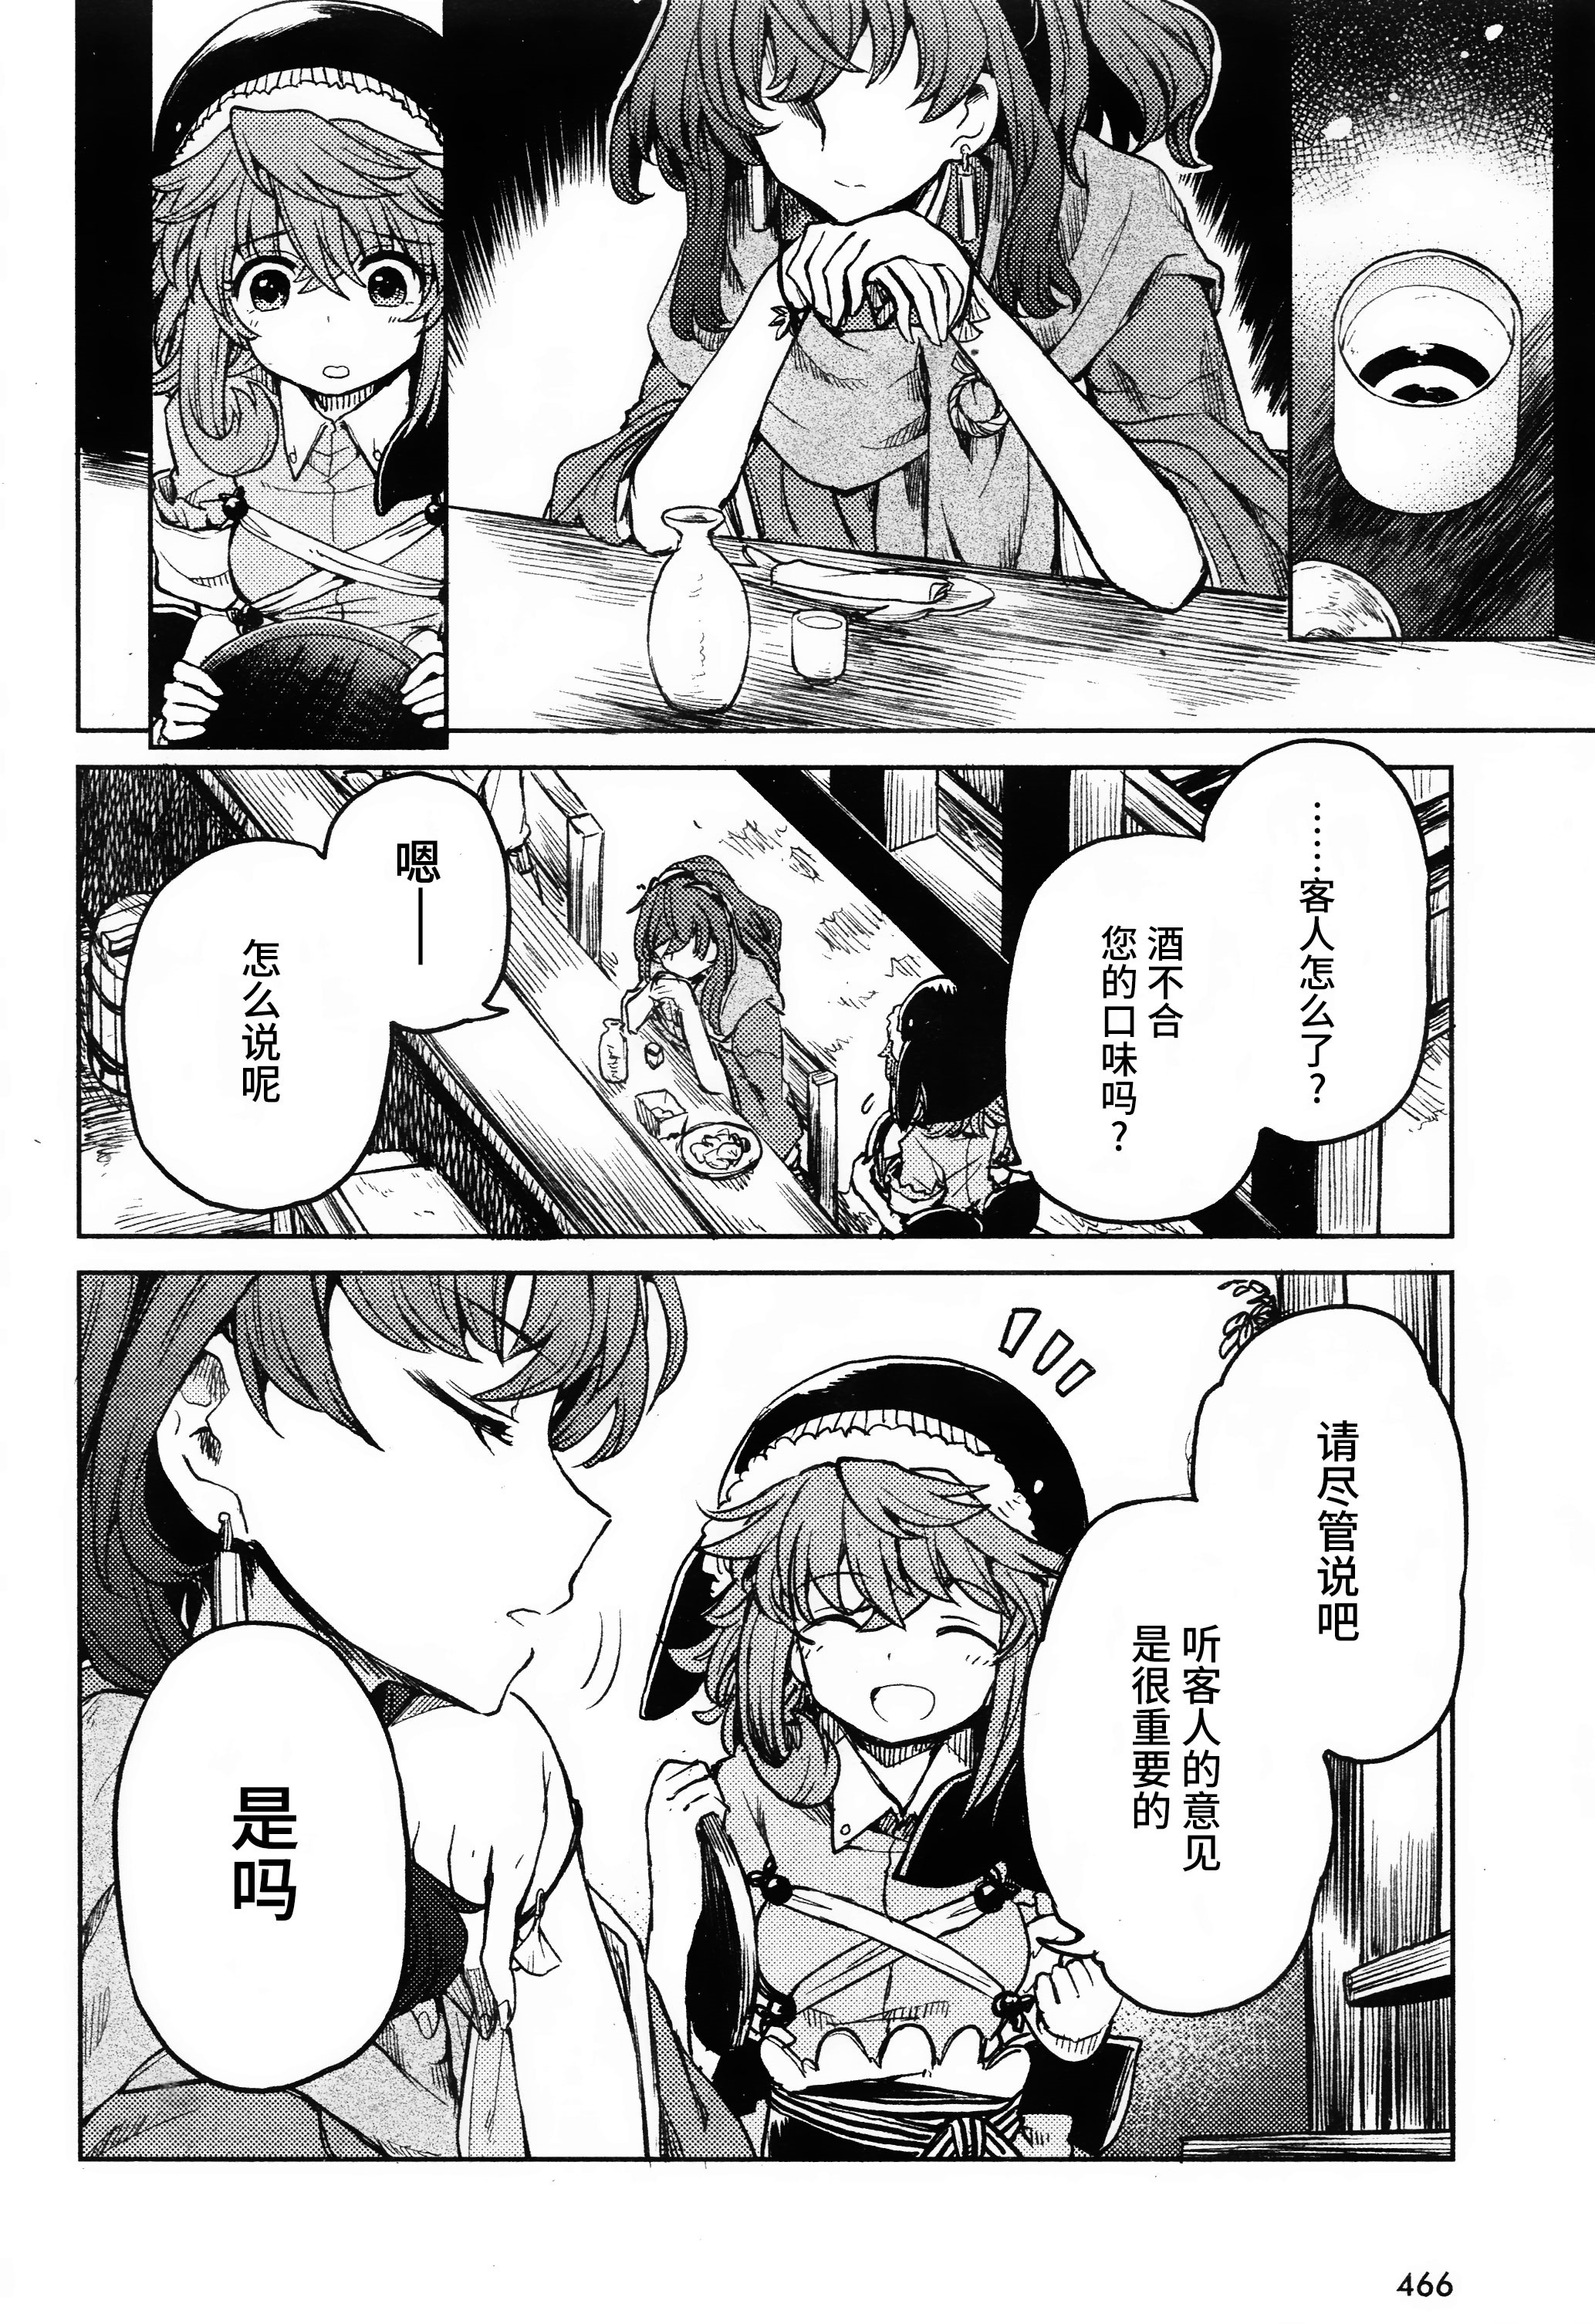 ……客人怎么了?
酒不合
您的口味吗?
嗯——
怎么说呢
请尽管说吧
听客人的意见
是很重要的
是吗
466